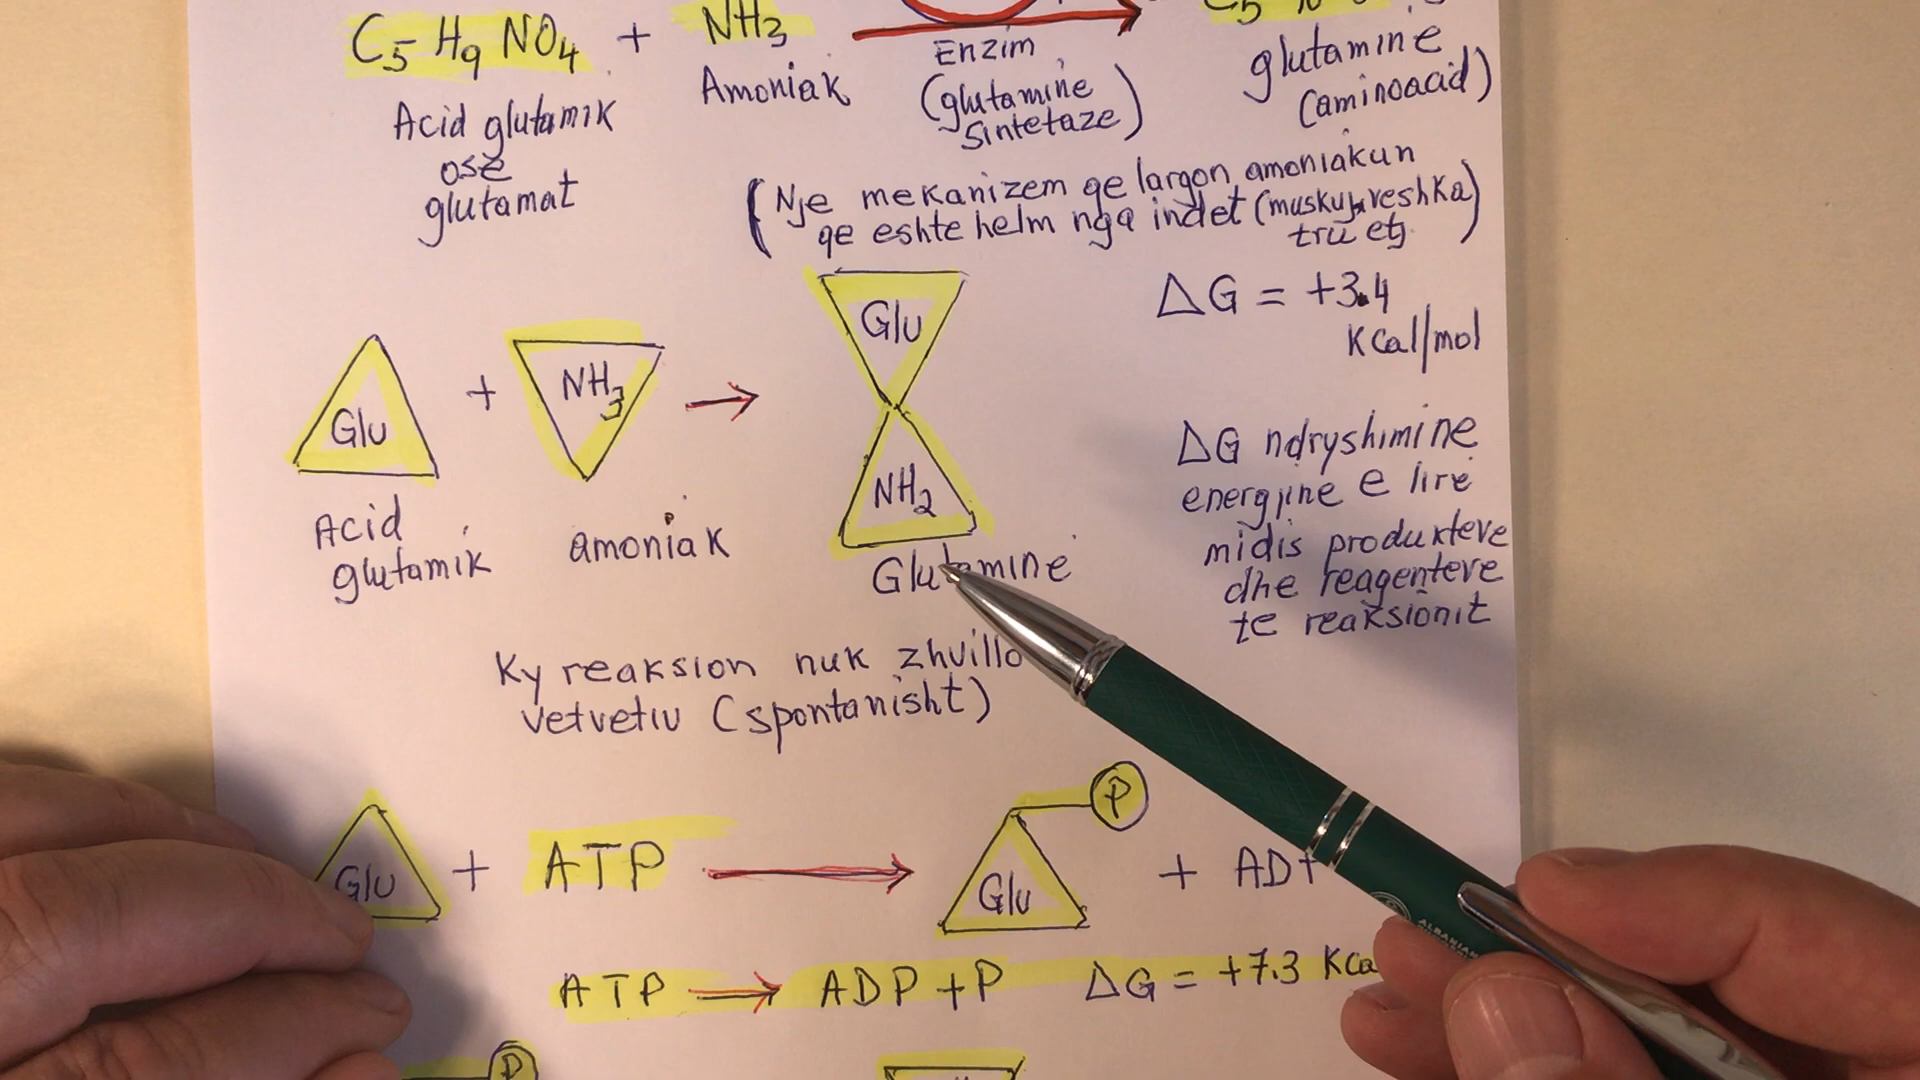 C5 H9 NO4 + NH3
Acid glutamik
ose
glutamat
Amoniak
Enzim
(glutamine
sintetaze)
glutamine
(aminoacid)
(Nje mekanizem qe largon amoniakun
qe eshte helm nga indet (muskuj, veshka)
tru etj.
Glu + NH3 → Glu
NH2
Acid
glutamik
amoniak
Glutamine
ΔG = +3.4
Kcal/mol
ΔG ndryshimine
energjine e lire
midis produkteve
dhe reagenteve
te reaksionit
Ky reaksion nuk zhvillo
vetvetiu (spontanisht)
Glu + ATP → Glu P +
ATP → ADP + P ΔG = +7.3 Kca
P